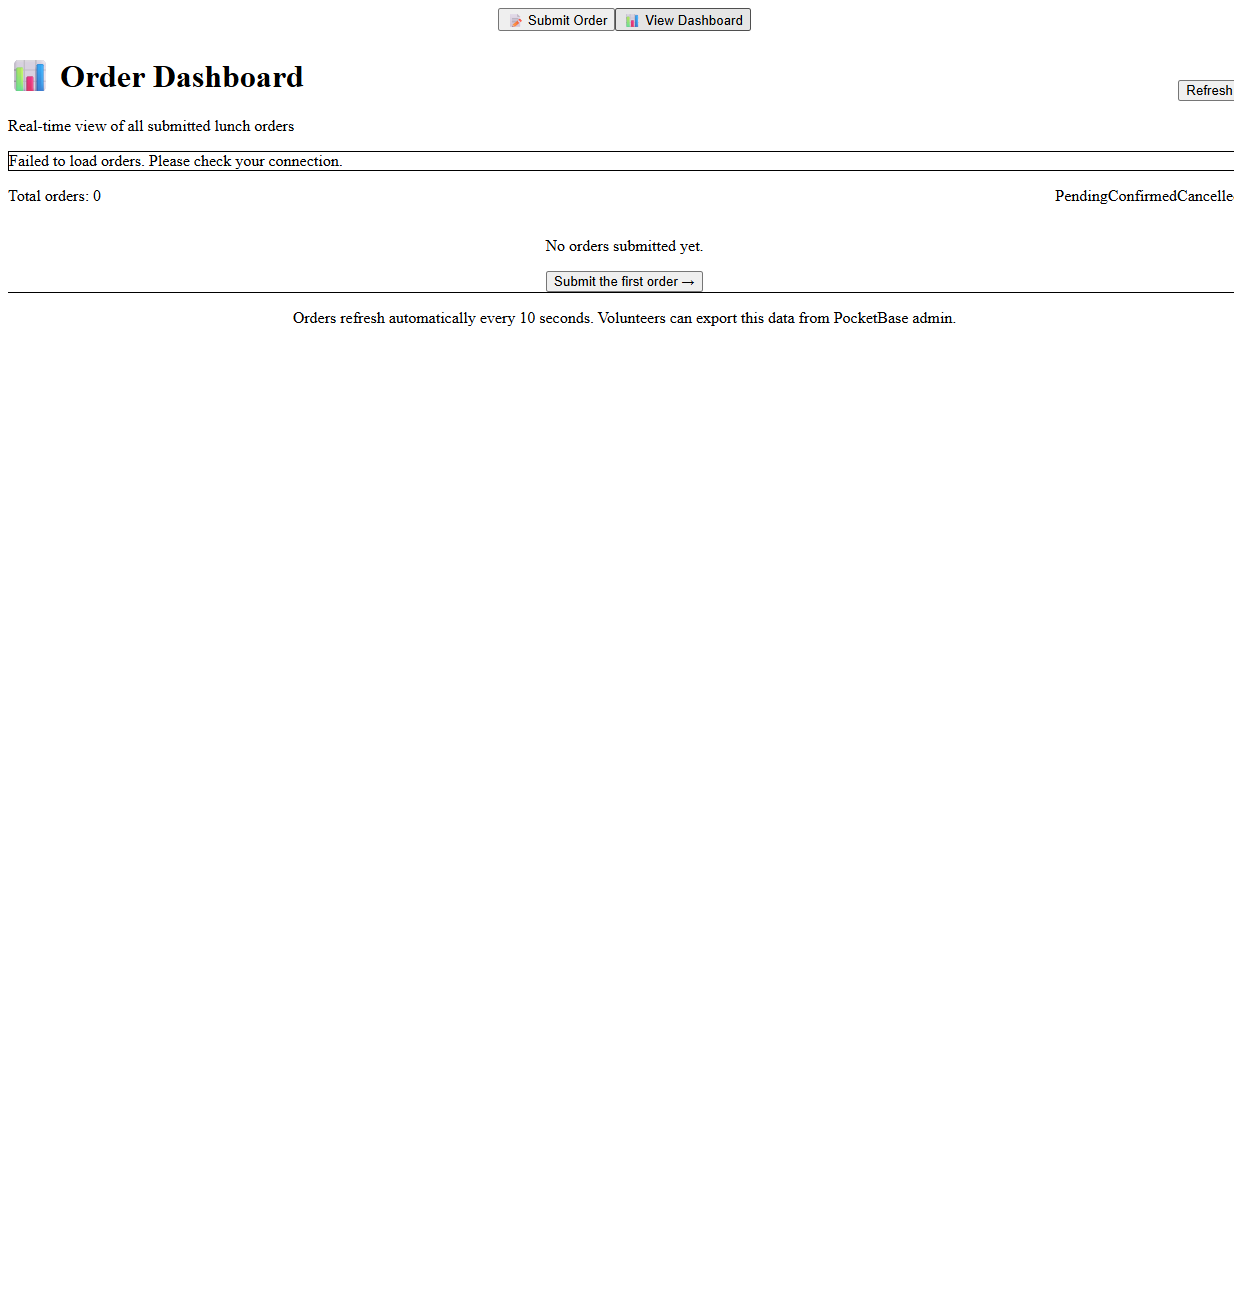 Submit Order View Dashboard
Order Dashboard
Refresh
Real-time view of all submitted lunch orders
Failed to load orders. Please check your connection.
Total orders: 0 PendingConfirmedCancelle
No orders submitted yet.
Submit the first order →
Orders refresh automatically every 10 seconds. Volunteers can export this data from PocketBase admin.